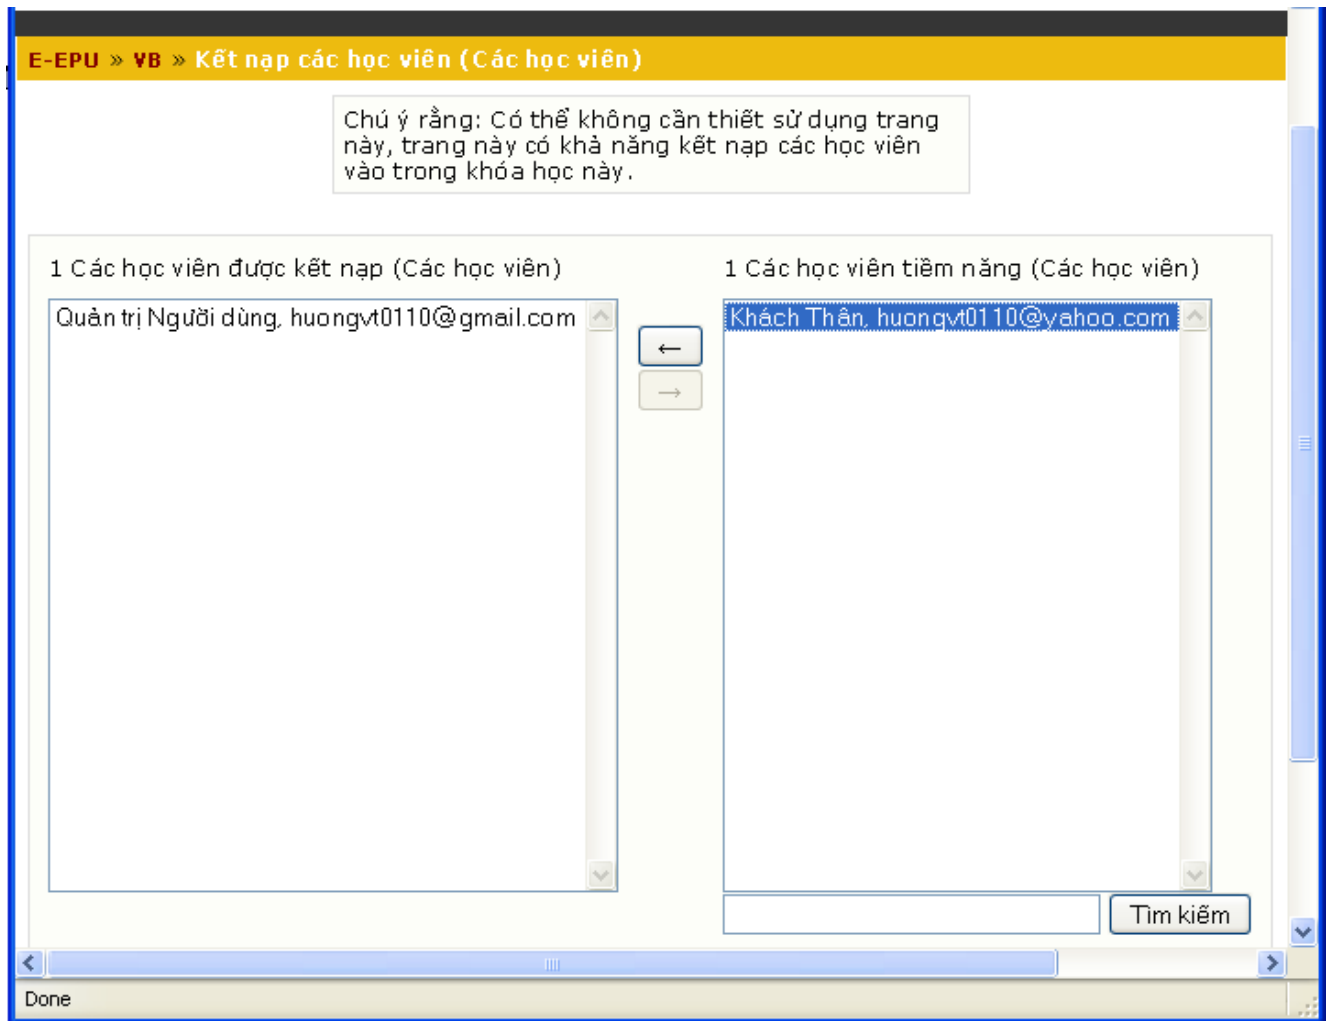 E-EPU » VB » Kết nạp các học viên (Các học viên)
Chú ý rằng: Có thể không cần thiết sử dụng trang
này, trang này có khả năng kết nạp các học viên
vào trong khóa học này.
1 Các học viên được kết nạp (Các học viên)
1 Các học viên tiềm năng (Các học viên)
Quản trị Người dùng, huongvt0110@gmail.com
←
→
Khách Thân, huongvt0110@yahoo.com
Tìm kiếm
Done